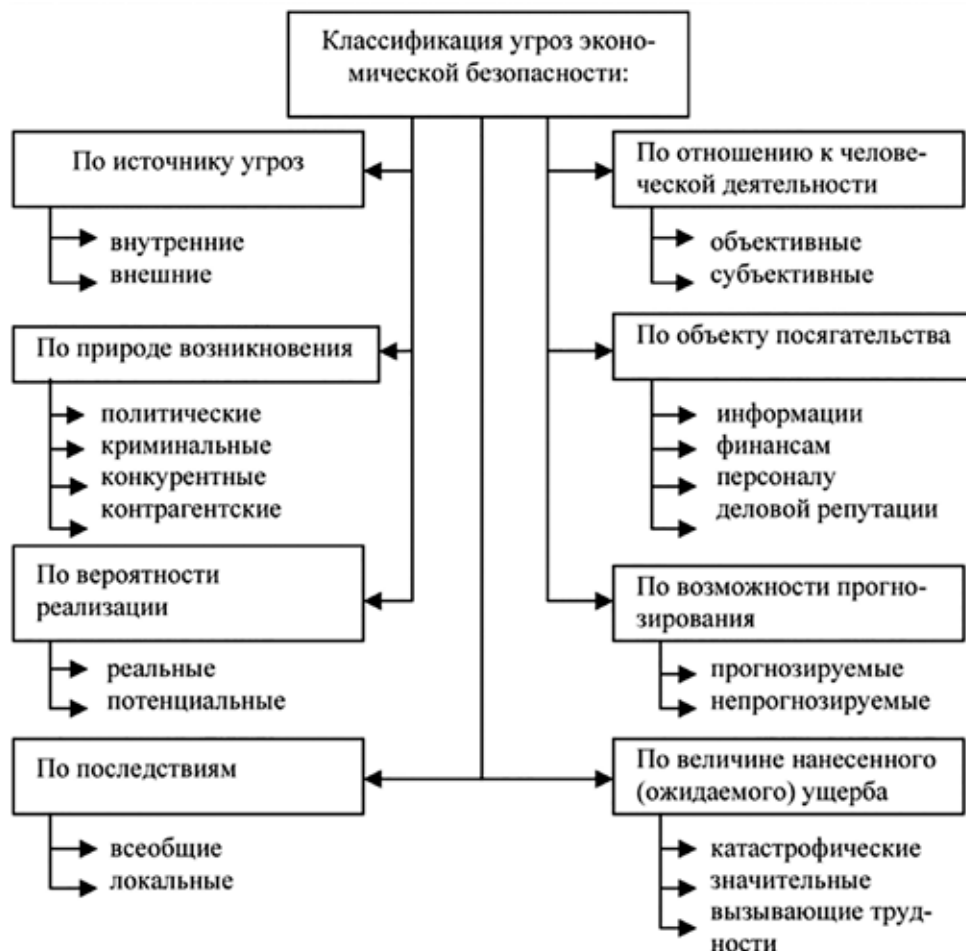 Классификация угроз эконо-
мической безопасности:
По источнику угроз
внутренние
внешние
По природе возникновения
политические
криминальные
конкурентные
контрагентские
По вероятности
реализации
реальные
потенциальные
По последствиям
всеобщие
локальные
По отношению к челове-
ческой деятельности
объективные
субъективные
По объекту посягательства
информации
финансам
персоналу
деловой репутации
По возможности прогно-
зирования
прогнозируемые
непрогнозируемые
По величине нанесенного
(ожидаемого) ущерба
катастрофические
значительные
вызывающие труд-
ности